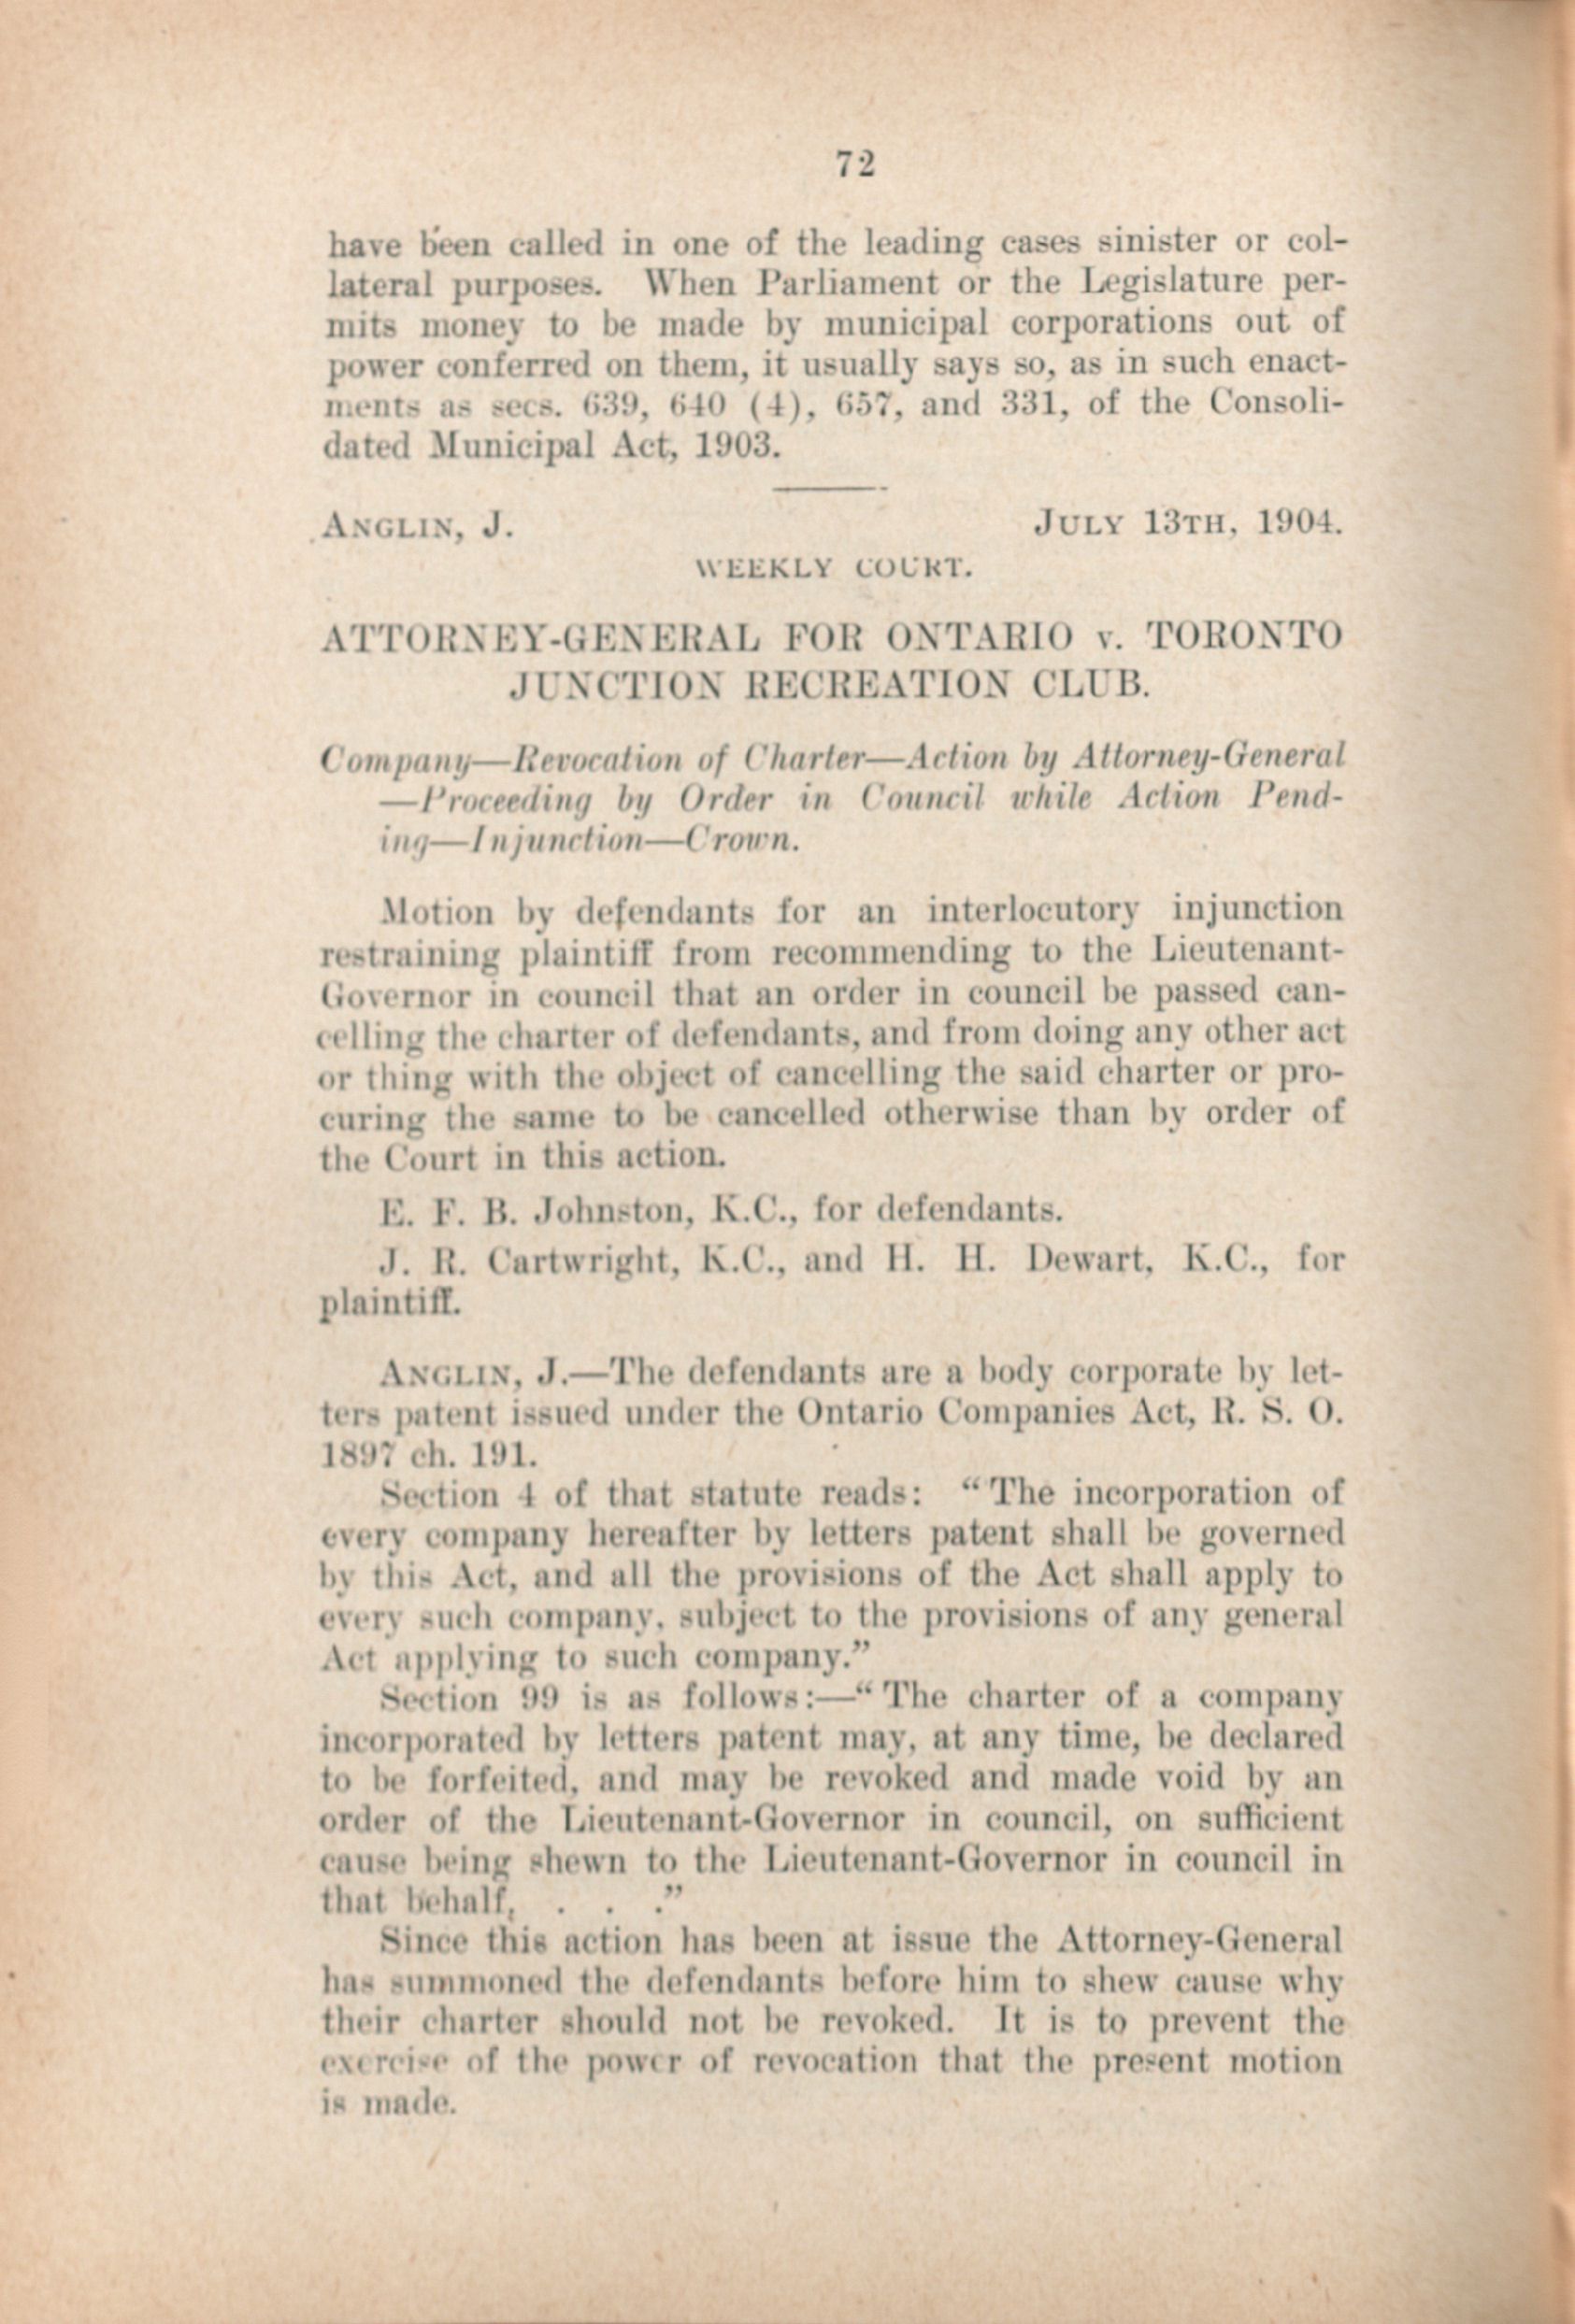 72
have been called in one of the leading cases sinister or col-
lateral purposes. When Parliament or the Legislature per-
mits money to be made by municipal corporations out of
power conferred on them, it usually says so, as in such enact-
ments as secs. 639, 640 (4), 657, and 331, of the Consoli-
dated Municipal Act, 1903.
ANGLIN, J. JULY 13TH, 1904.
WEEKLY COURT.
ATTORNEY-GENERAL FOR ONTARIO v. TORONTO
JUNCTION RECREATION CLUB.
Company—Revocation of Charter—Action by Attorney-General
—Proceeding by Order in Council while Action Pend-
ing—Injunction—Crown.
Motion by defendants for an interlocutory injunction
restraining plaintiff from recommending to the Lieutenant-
Governor in council that an order in council be passed can-
celling the charter of defendants, and from doing any other act
or thing with the object of cancelling the said charter or pro-
curing the same to be cancelled otherwise than by order of
the Court in this action.
E. F. B. Johnston, K.C., for defendants.
J. R. Cartwright, K.C., and H. H. Dewart, K.C., for
plaintiff.
ANGLIN, J.—The defendants are a body corporate by let-
ters patent issued under the Ontario Companies Act, R. S. O.
1897 ch. 191.
Section 4 of that statute reads: “The incorporation of
every company hereafter by letters patent shall be governed
by this Act, and all the provisions of the Act shall apply to
every such company, subject to the provisions of any general
Act applying to such company.”
Section 99 is as follows:—“The charter of a company
incorporated by letters patent may, at any time, be declared
to be forfeited, and may be revoked and made void by an
order of the Lieutenant-Governor in council, on sufficient
cause being shewn to the Lieutenant-Governor in council in
that behalf, . . .”
Since this action has been at issue the Attorney-General
has summoned the defendants before him to shew cause why
their charter should not be revoked. It is to prevent the
exercise of the power of revocation that the present motion
is made.